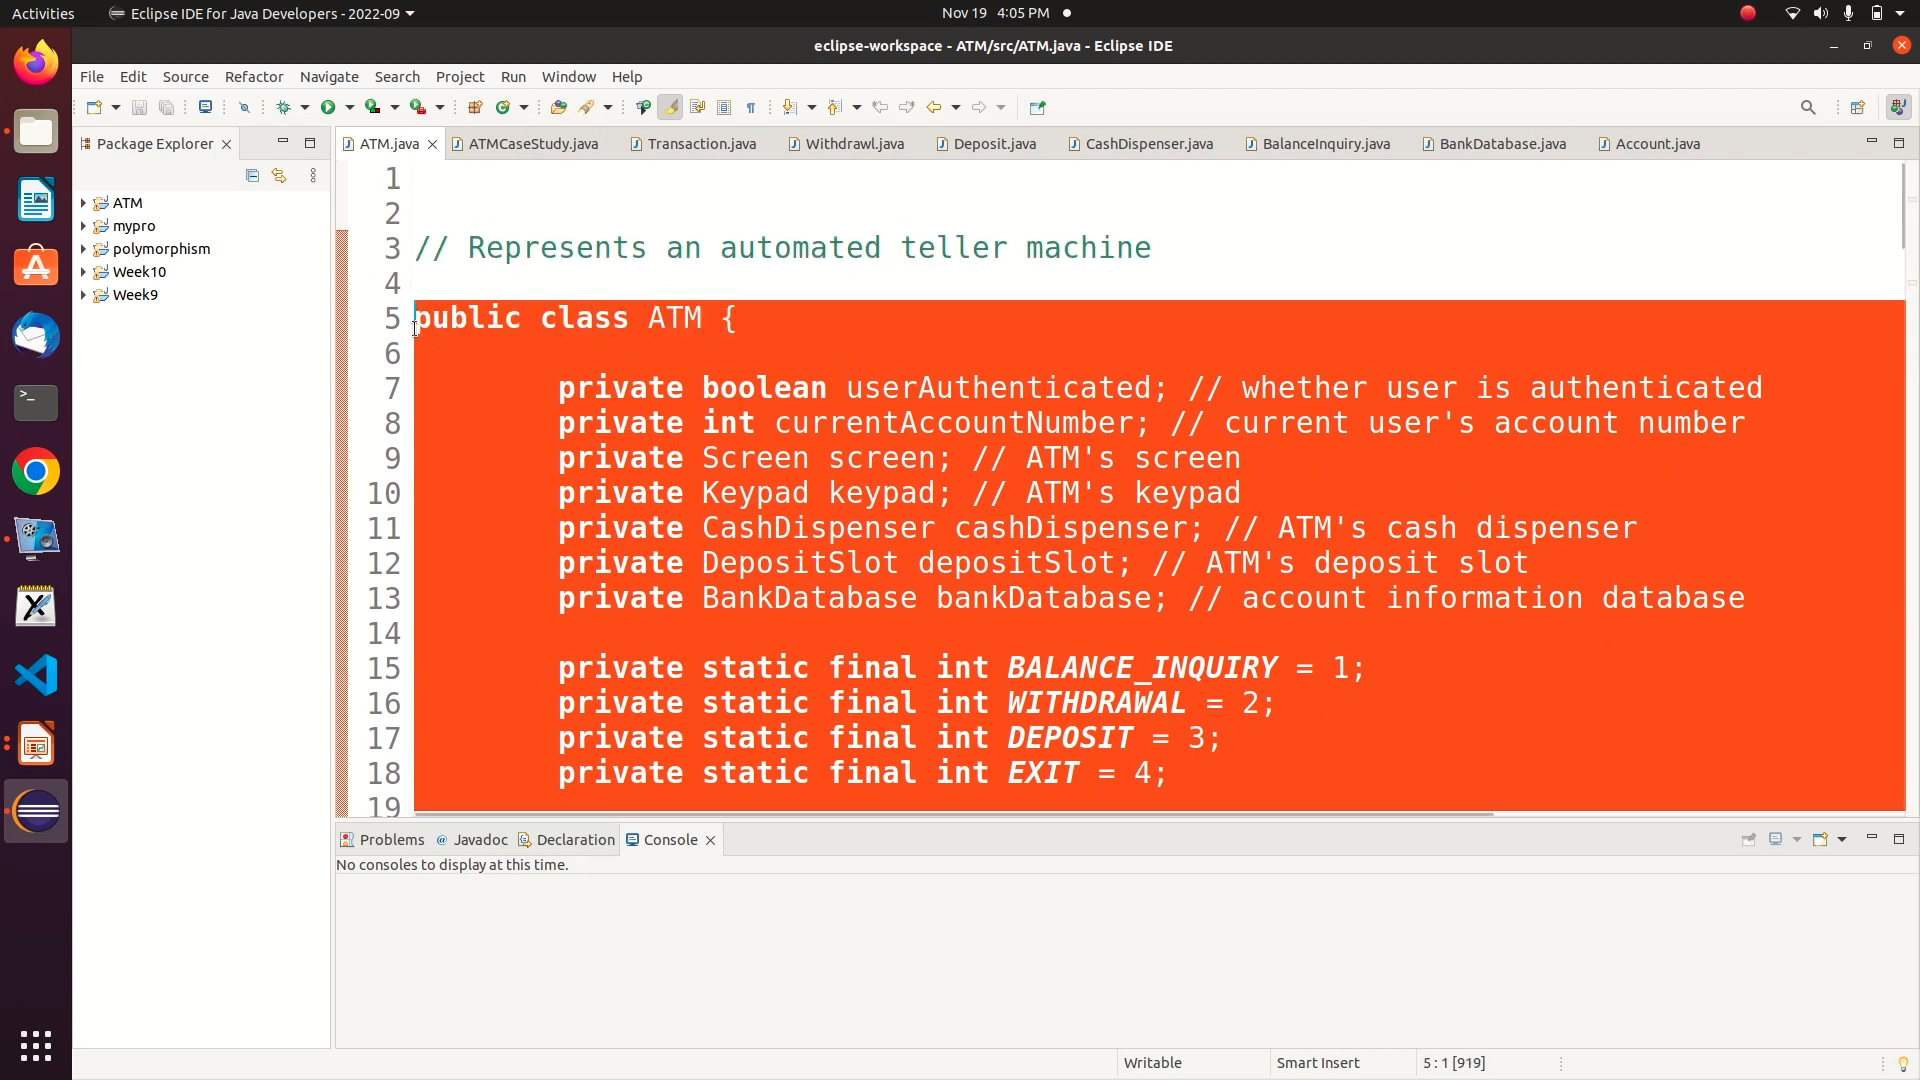 Activities
Eclipse IDE for Java Developers - 2022-09
Nov 19 4:05 PM
eclipse-workspace - ATM/src/ATM.java - Eclipse IDE
File Edit Source Refactor Navigate Search Project Run Window Help
Package Explorer
ATM.java ATMCaseStudy.java Transaction.java Withdrawl.java Deposit.java CashDispenser.java BalanceInquiry.java BankDatabase.java Account.java
ATM
mypro
polymorphism
Week10
Week9
1
2
3 // Represents an automated teller machine
4
5 public class ATM {
6
7 private boolean userAuthenticated; // whether user is authenticated
8 private int currentAccountNumber; // current user's account number
9 private Screen screen; // ATM's screen
10 private Keypad keypad; // ATM's keypad
11 private CashDispenser cashDispenser; // ATM's cash dispenser
12 private DepositSlot depositSlot; // ATM's deposit slot
13 private BankDatabase bankDatabase; // account information database
14
15 private static final int BALANCE_INQUIRY = 1;
16 private static final int WITHDRAWAL = 2;
17 private static final int DEPOSIT = 3;
18 private static final int EXIT = 4;
19
Problems Javadoc Declaration Console
No consoles to display at this time.
Writable Smart Insert 5 : 1 [919]